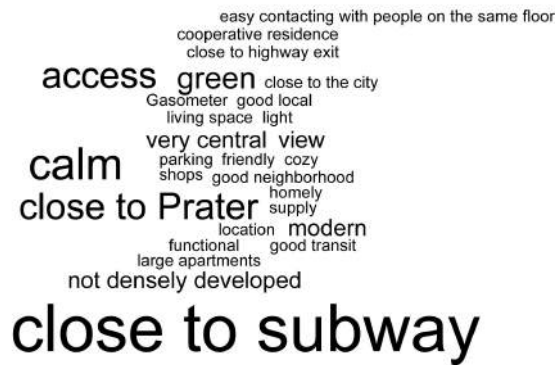 easy contacting with people on the same floor
cooperative residence
close to highway exit
access green close to the city
Gasometer good local
living space light
very central view
calm parking friendly cozy
shops good neighborhood
close to Prater homely
supply
location modern
functional good transit
large apartments
not densely developed
close to subway